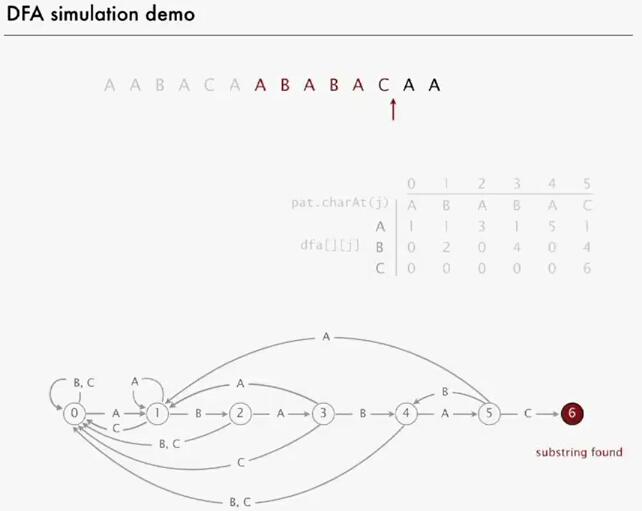 DFA simulation demo
A A B A C A A B A B A C A A
0 1 2 3 4 5
pat.charAt(j) A B A B A C
A 1 1 3 1 5 1
dfa[][j] B 0 2 0 4 0 4
C 0 0 0 0 0 6
A
B, C A A B
0 A 1 B 2 A 3 B 4 A 5 C 6
C
B, C
substring found
C
B, C